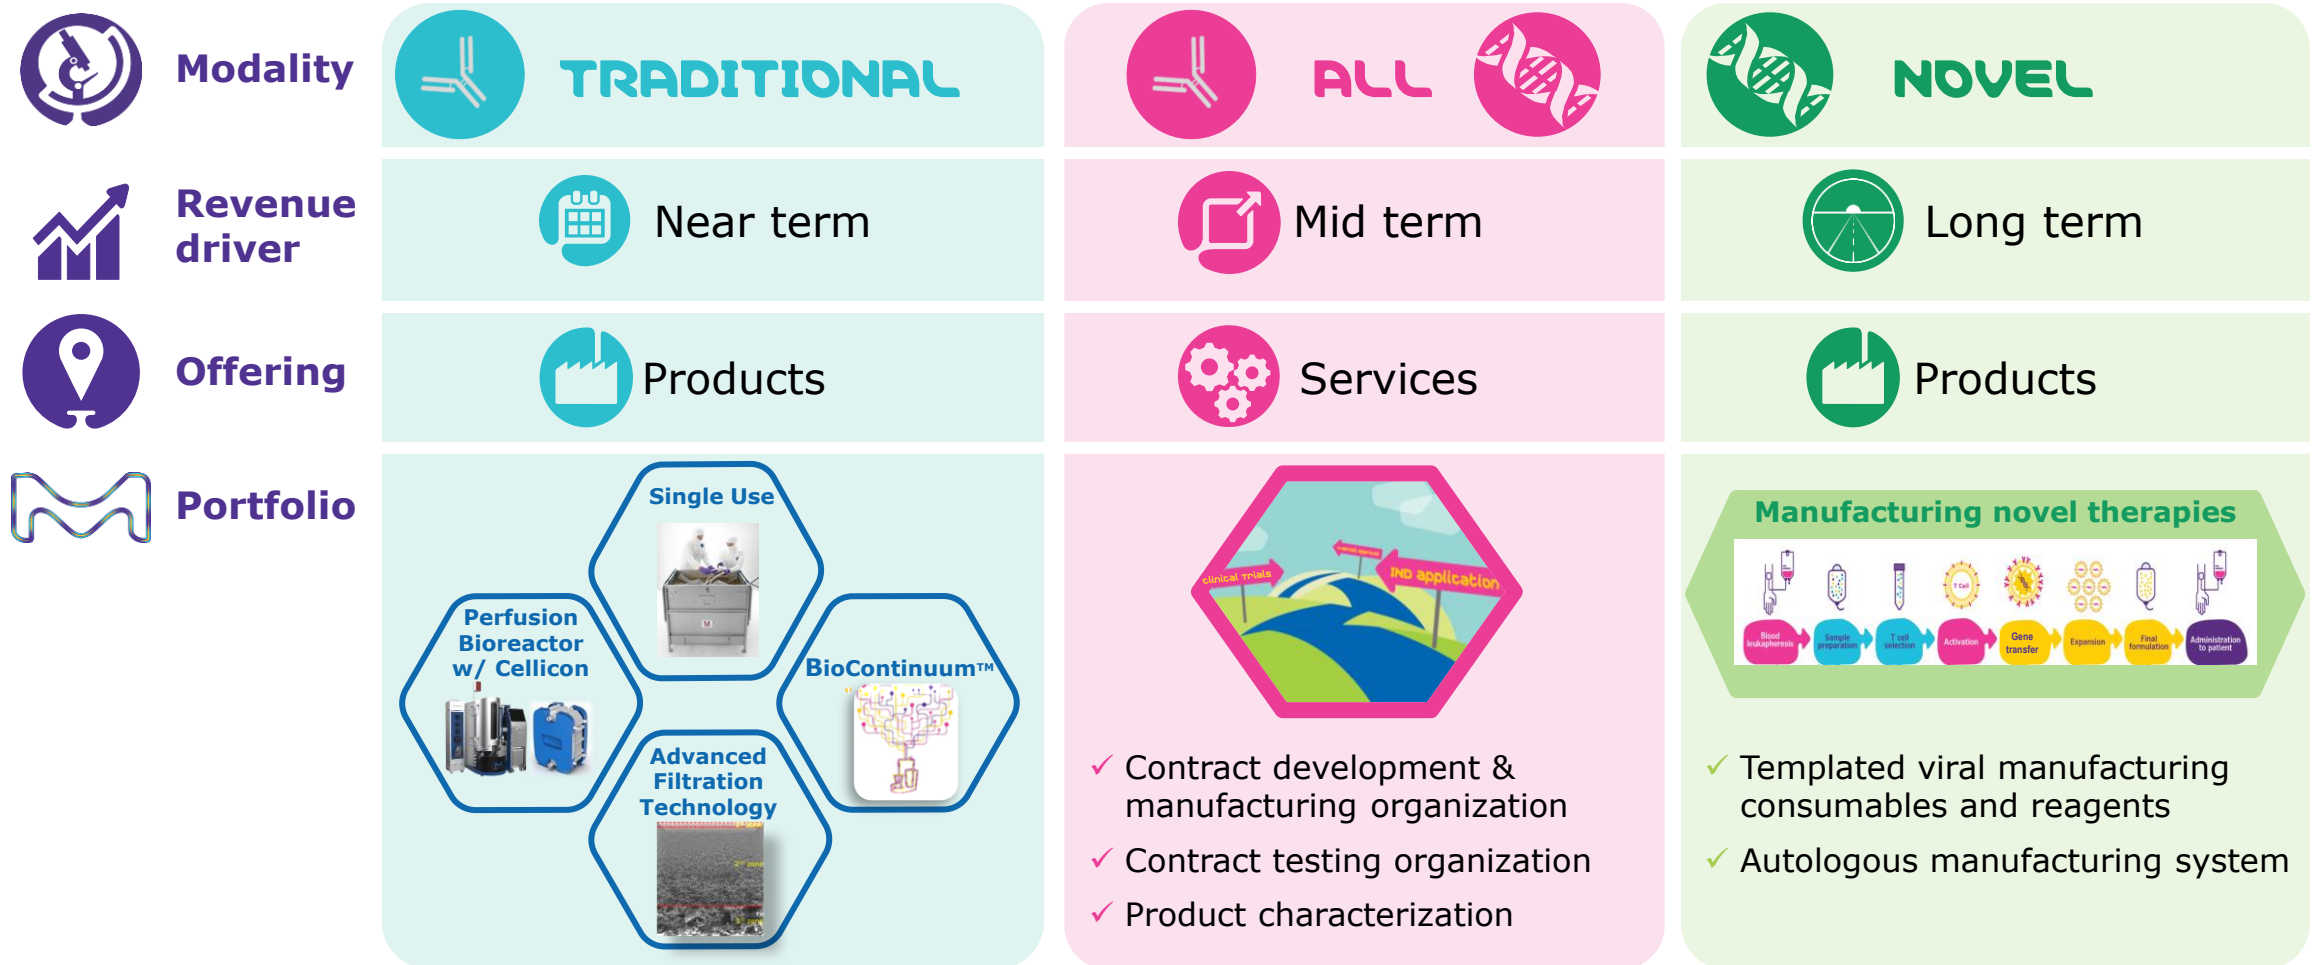 Modality
TRADITIONAL
ALL
NOVEL
Revenue
driver
Near term
Mid term
Long term
Offering
Products
Services
Products
Portfolio
Single Use
Perfusion
Bioreactor
w/ Cellicon
BioContinuum™
Advanced
Filtration
Technology
clinical trials
IND application
Contract development &
manufacturing organization
Contract testing organization
Product characterization
Manufacturing novel therapies
T Cell
Blood
leukapheresis
Sample
preparation
T cell
selection
Activation
Gene
transfer
Expansion
Final
formulation
Administration
to patient
Templated viral manufacturing
consumables and reagents
Autologous manufacturing system